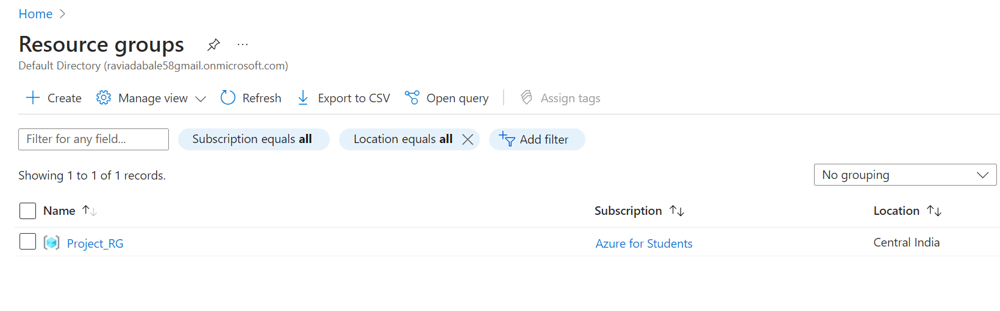 Home
Resource groups
Default Directory (raviadabale58gmail.onmicrosoft.com)
Create Manage view Refresh Export to CSV Open query Assign tags
Filter for any field... Subscription equals all Location equals all Add filter
Showing 1 to 1 of 1 records. No grouping
Name Subscription Location
Project_RG Azure for Students Central India